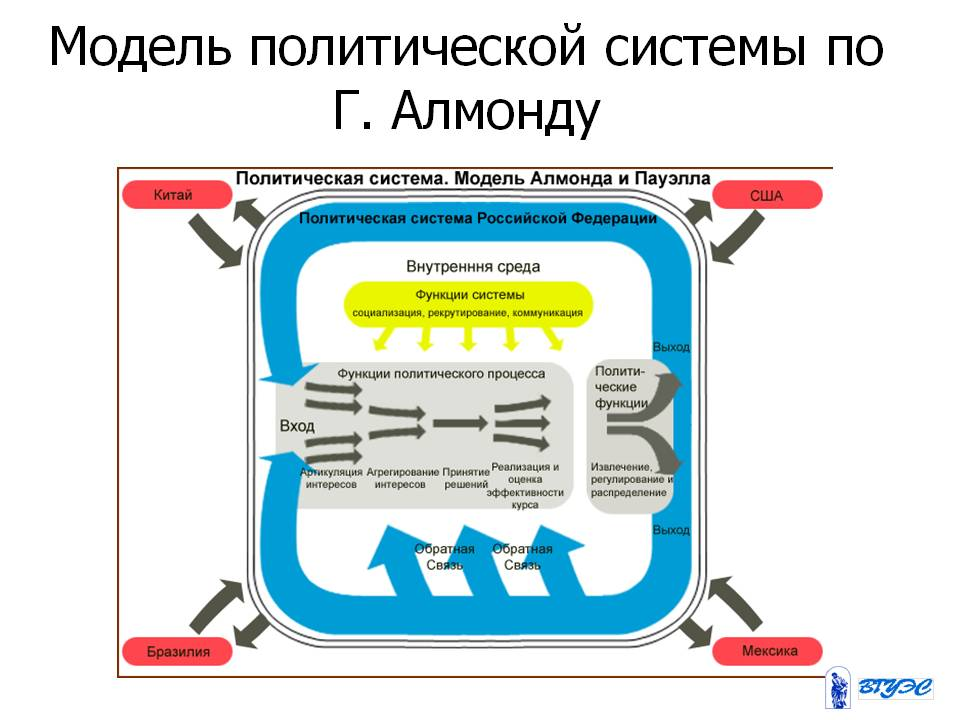 Модель политической системы по
Г. Алмонду
Политическая система. Модель Алмонда и Пауэлла
Китай
США
Политическая система Российской Федерации
Внутренння среда
Функции системы
социализация, рекрутирование, коммуникация
Выход
Функции политического процесса
Полити-
ческие
функции
Вход
Артикуляция
интересов
Агрегирование
интересов
Принятие
решений
Реализация и
оценка
эффективности
курса
Извлечение,
регулирование и
распределение
Выход
Обратная
Связь
Обратная
Связь
Бразилия
Мексика
ВГУЭС